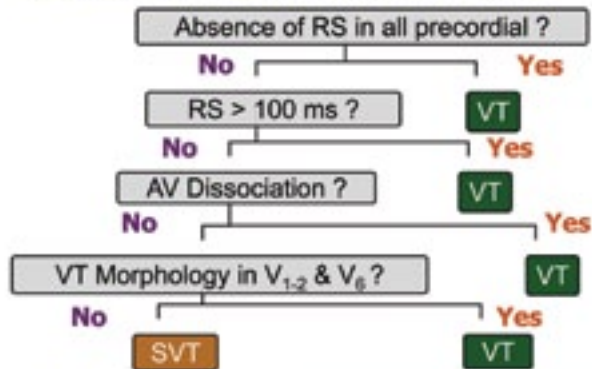 Absence of RS in all precordial ?
No Yes
RS > 100 ms ? VT
No Yes
AV Dissociation ? VT
No Yes
VT Morphology in V1-2 & V6 ? VT
No Yes
SVT VT